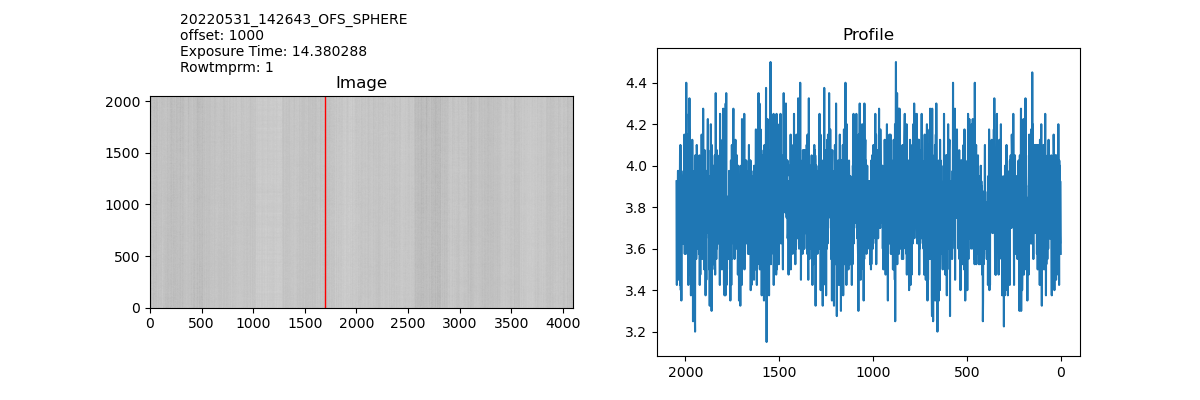 20220531_142643_OFS_SPHERE
offset: 1000
Exposure Time: 14.380288
Rowtmprm: 1
Image
2000
1500
1000
500
0
0 500 1000 1500 2000 2500 3000 3500 4000
Profile
4.4
4.2
4.0
3.8
3.6
3.4
3.2
2000 1500 1000 500 0